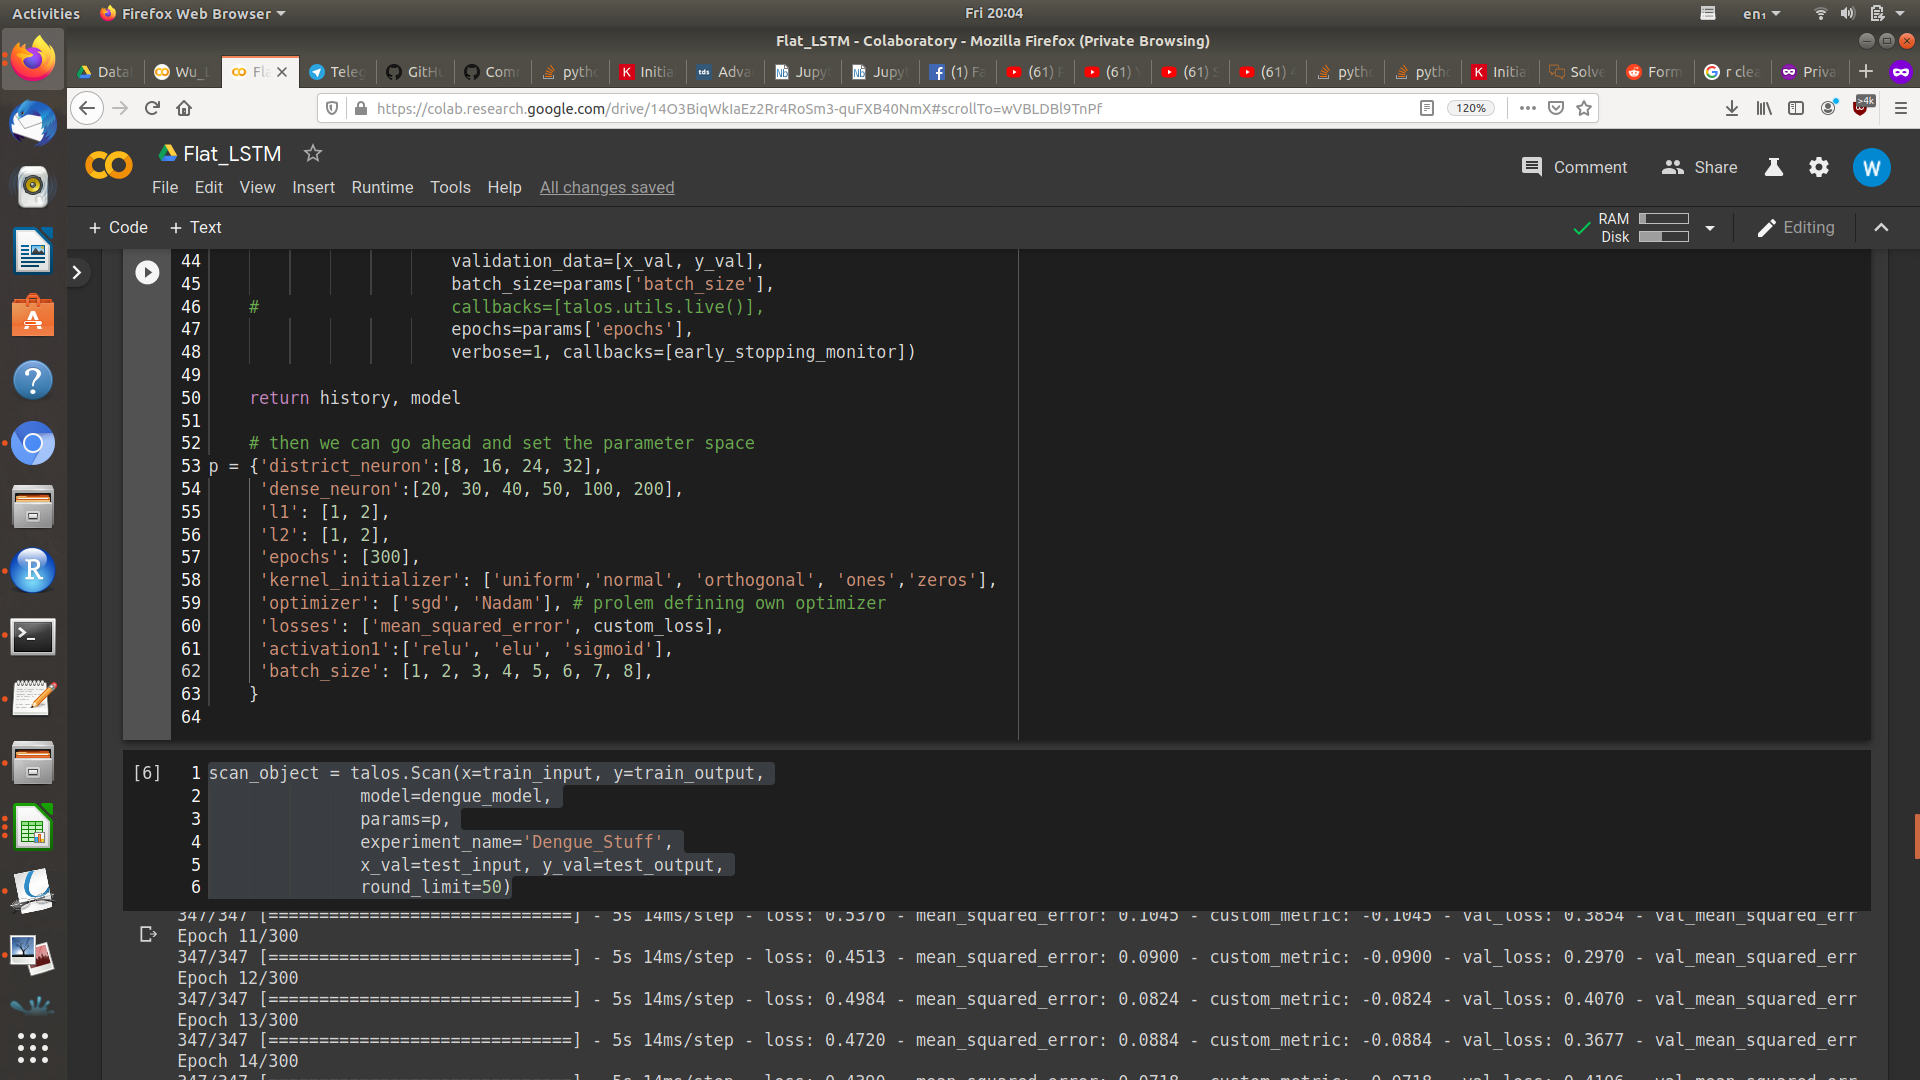 Activities Firefox Web Browser Fri 20:04 en₁
Flat_LSTM - Colaboratory - Mozilla Firefox (Private Browsing)
Data Wu_L Fla Teleg GitHu Com pytho Initia tds Adva Jupyt Jupyt (1) Fa (61) (61) (61) S (61) pytho pytho Initia Solve Form r clea Priva
https://colab.research.google.com/drive/14O3BiqWkIaEz2Rr4RoSm3-quFXB40NmX#scrollTo=wVBLDBl9TnPf 120% >4k
CO Flat_LSTM
Comment Share W
File Edit View Insert Runtime Tools Help All changes saved
+ Code + Text RAM Disk Editing
44 validation_data=[x_val, y_val],
45 batch_size=params['batch_size'],
46 # callbacks=[talos.utils.live()],
47 epochs=params['epochs'],
48 verbose=1, callbacks=[early_stopping_monitor])
49
50 return history, model
51
52 # then we can go ahead and set the parameter space
53 p = {'district_neuron':[8, 16, 24, 32],
54 'dense_neuron':[20, 30, 40, 50, 100, 200],
55 'l1': [1, 2],
56 'l2': [1, 2],
57 'epochs': [300],
58 'kernel_initializer': ['uniform','normal', 'orthogonal', 'ones','zeros'],
59 'optimizer': ['sgd', 'Nadam'], # prolem defining own optimizer
60 'losses': ['mean_squared_error', custom_loss],
61 'activation1':['relu', 'elu', 'sigmoid'],
62 'batch_size': [1, 2, 3, 4, 5, 6, 7, 8],
63 }
64
[6] 1 scan_object = talos.Scan(x=train_input, y=train_output,
2 model=dengue_model,
3 params=p,
4 experiment_name='Dengue_Stuff',
5 x_val=test_input, y_val=test_output,
6 round_limit=50)
347/347 [==============================] - 5s 14ms/step - loss: 0.5376 - mean_squared_error: 0.1045 - custom_metric: -0.1045 - val_loss: 0.3854 - val_mean_squared_err
Epoch 11/300
347/347 [==============================] - 5s 14ms/step - loss: 0.4513 - mean_squared_error: 0.0900 - custom_metric: -0.0900 - val_loss: 0.2970 - val_mean_squared_err
Epoch 12/300
347/347 [==============================] - 5s 14ms/step - loss: 0.4984 - mean_squared_error: 0.0824 - custom_metric: -0.0824 - val_loss: 0.4070 - val_mean_squared_err
Epoch 13/300
347/347 [==============================] - 5s 14ms/step - loss: 0.4720 - mean_squared_error: 0.0884 - custom_metric: -0.0884 - val_loss: 0.3677 - val_mean_squared_err
Epoch 14/300